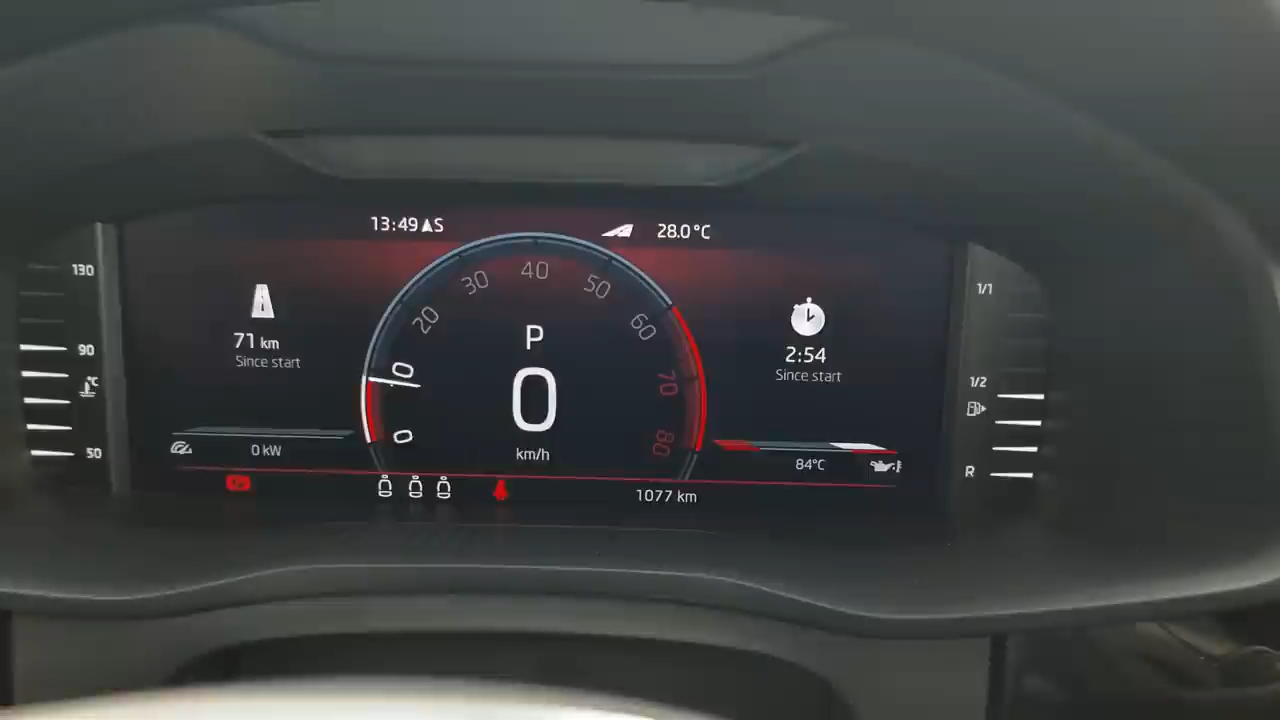 13:49 S
28.0°C
130
90
°C
50
71 km
Since start
0 kW
0
10
20
30
40
50
60
70
80
P
0
km/h
2:54
Since start
84°C
1077 km
1/1
1/2
R